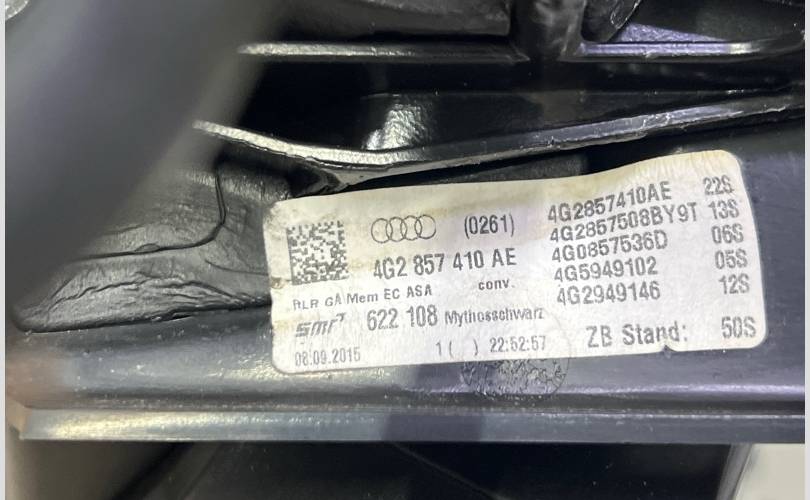 (0261)
4G2 857 410 AE
RLR GA Mem EC ASA conv.
SMR 622 108 Mythosschwarz
08.09.2015 1 ( ) 22:52:57
4G2857410AE 22S
4G2857508BY9T 13S
4G0857536D 06S
4G5949102 05S
4G2949146 12S
ZB Stand: 50S